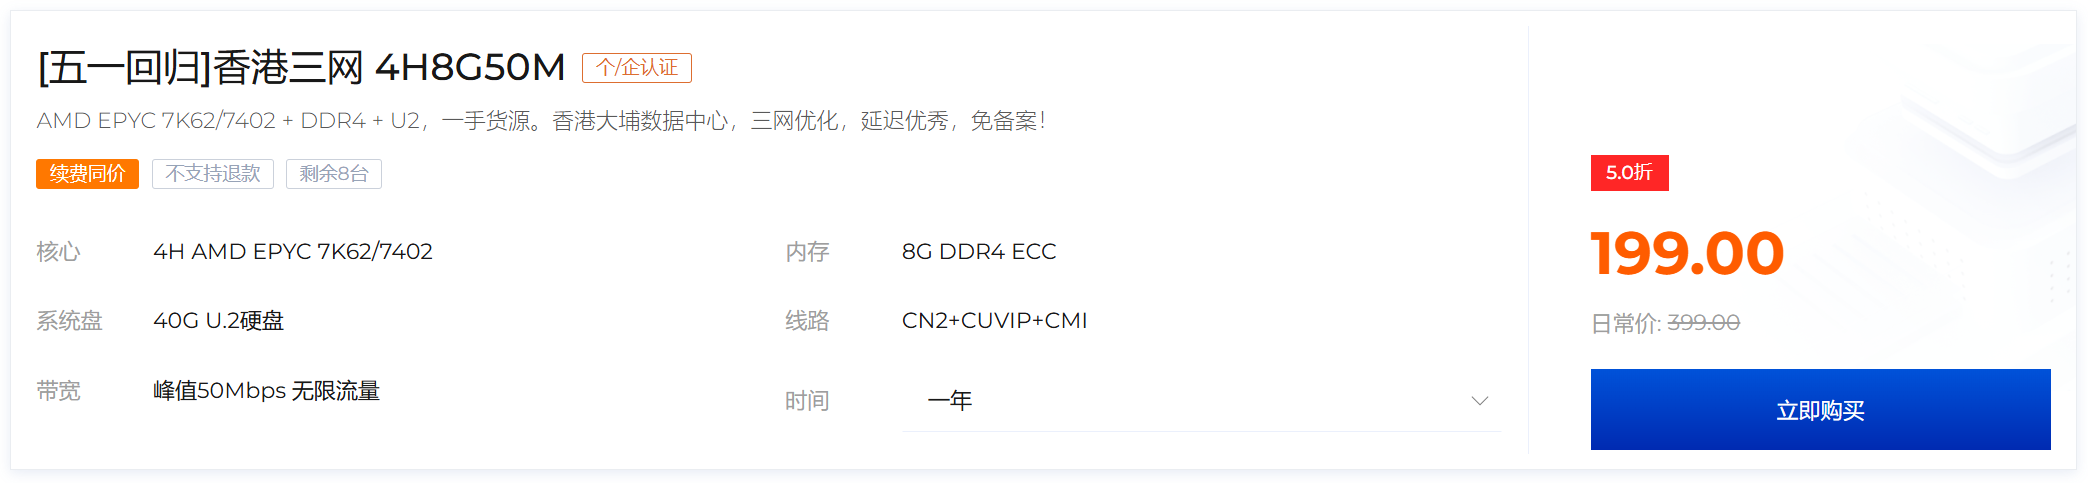 [五一回归]香港三网 4H8G50M 个/企认证
AMD EPYC 7K62/7402 + DDR4 + U2，一手货源。香港大埔数据中心，三网优化，延迟优秀，免备案！
续费同价 不支持退款 剩余8台
核心 4H AMD EPYC 7K62/7402 内存 8G DDR4 ECC
系统盘 40G U.2硬盘 线路 CN2+CUVIP+CMI
带宽 峰值50Mbps 无限流量 时间 一年
5.0折
199.00
日常价: 399.00
立即购买